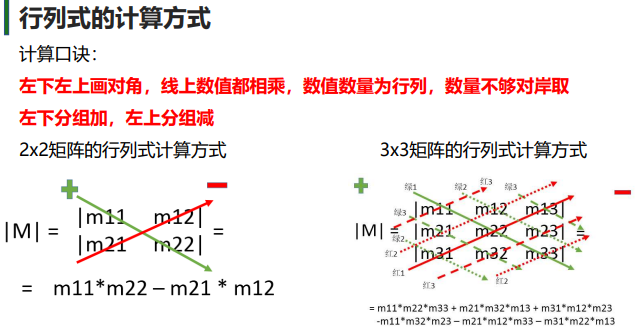 行列式的计算方式
计算口诀：
左下左上画对角，线上数值都相乘，数值数量为行列，数量不够对岸取
左下分组加，左上分组减
2x2矩阵的行列式计算方式
3x3矩阵的行列式计算方式
|m11 m12|
|M| = =
|m21 m22|
= m11*m22 – m21 * m12
绿1 绿2 红3 绿3
|m11 m12 m13|
绿3
|M| = |m21 m22 m23| =
绿2
红2 |m31 m32 m33|
红1 红3 红2
= m11*m22*m33 + m21*m32*m13 + m31*m12*m23
-m11*m32*m23 – m21*m12*m33 – m31*m22*m13